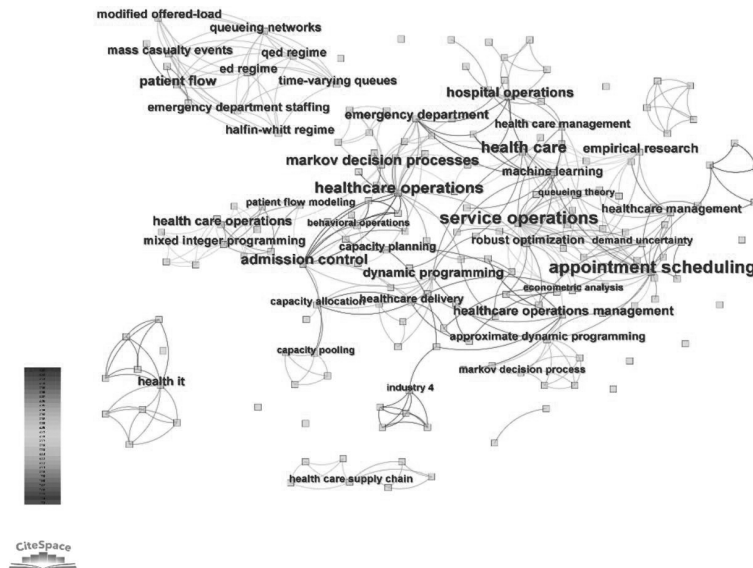 modified offered-load
queueing networks
mass casualty events
qed regime
ed regime
patient flow
time-varying queues
emergency department staffing
halfin-whitt regime
hospital operations
emergency department
health care management
health care
empirical research
markov decision processes
machine learning
healthcare operations
queueing theory
patient flow modeling
healthcare management
health care operations
behavioral operations
service operations
mixed integer programming
capacity planning
robust optimization
demand uncertainty
admission control
dynamic programming
appointment scheduling
econometric analysis
capacity allocation
healthcare delivery
healthcare operations management
approximate dynamic programming
capacity pooling
markov decision process
health it
industry 4
health care supply chain
CiteSpace